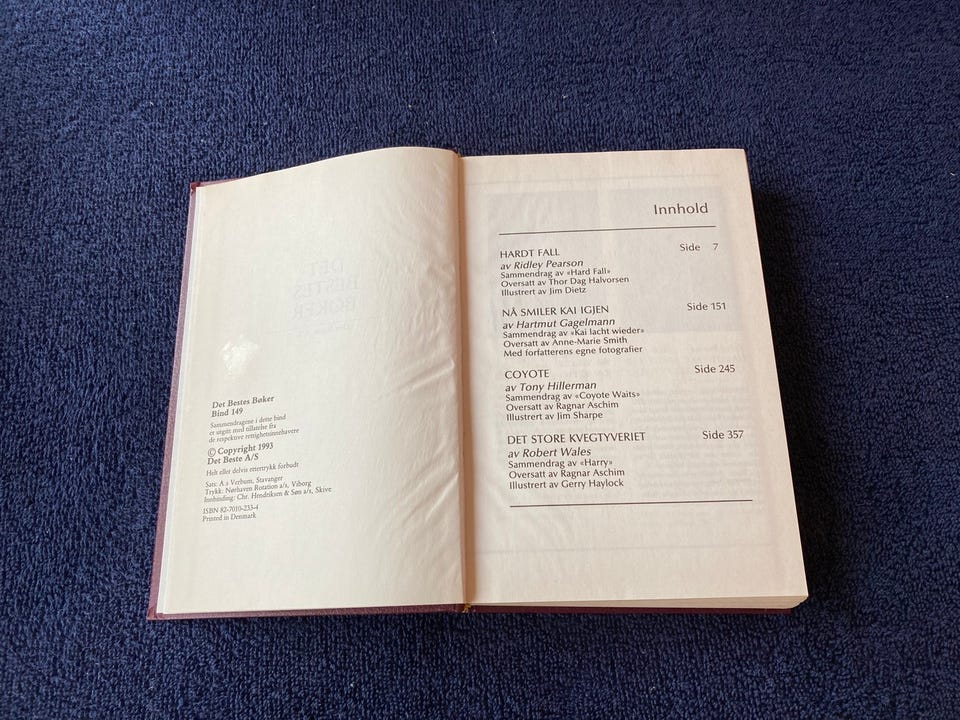 Det Bestes Bøker
Bind 149
Sammendragene i dette bind
er utgitt med tillatelse fra
de respektive rettighetsinnehavere
© Copyright 1993
Det Beste A/S
Helt eller delvis ettertrykk forbudt
Sats: A s Verbum, Stavanger
Trykk: Nørhaven Rotation a/s, Viborg
Innbinding: Chr. Hendriksen & Søn a/s, Skive
ISBN 82-7010-233-4
Printed in Denmark
Innhold
HARDT FALL Side 7
av Ridley Pearson
Sammendrag av «Hard Fall»
Oversatt av Thor Dag Halvorsen
Illustrert av Jim Dietz
NÅ SMILER KAI IGJEN Side 151
av Hartmut Gagelmann
Sammendrag av «Kai lacht wieder»
Oversatt av Anne-Marie Smith
Med forfatterens egne fotografier
COYOTE Side 245
av Tony Hillerman
Sammendrag av «Coyote Waits»
Oversatt av Ragnar Aschim
Illustrert av Jim Sharpe
DET STORE KVEGTYVERIET Side 357
av Robert Wales
Sammendrag av «Harry»
Oversatt av Ragnar Aschim
Illustrert av Gerry Haylock